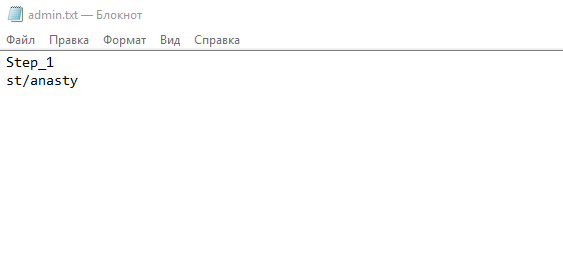 admin.txt — Блокнот
Файл Правка Формат Вид Справка
Step_1
st/anasty